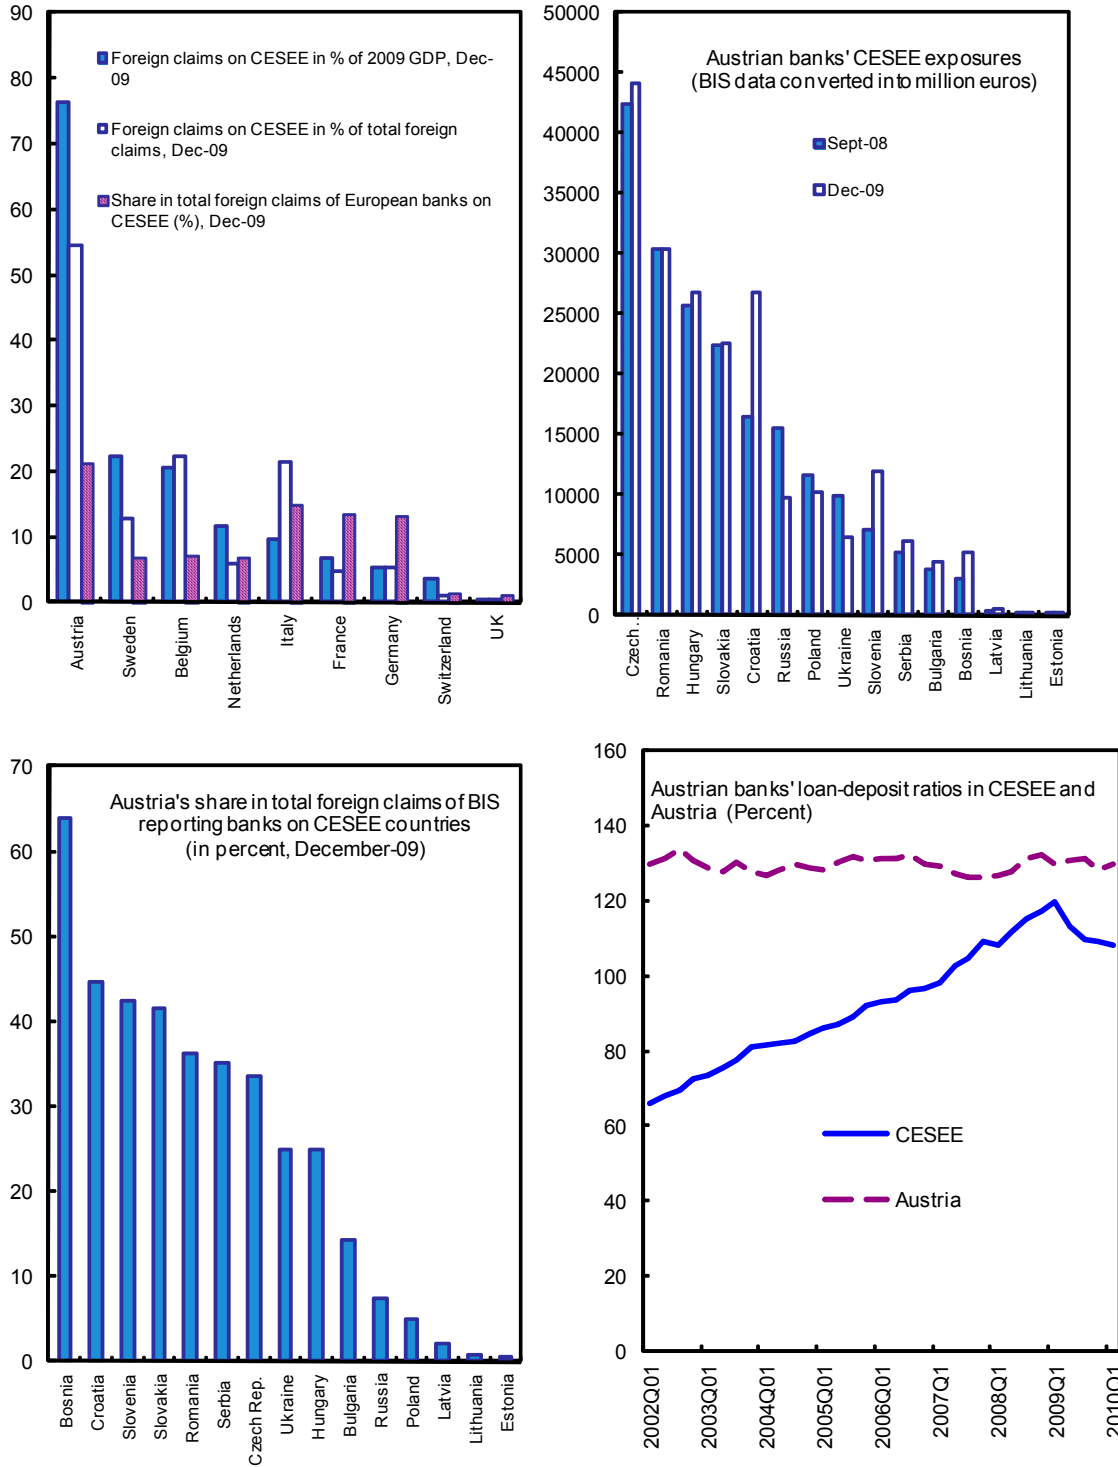 90
80
70
60
50
40
30
20
10
0
Foreign claims on CESEE in % of 2009 GDP, Dec-
09
Foreign claims on CESEE in % of total foreign
claims, Dec-09
Share in total foreign claims of European banks on
CESEE (%), Dec-09
Austria
Sweden
Belgium
Netherlands
Italy
France
Germany
Switzerland
UK
50000
45000
40000
35000
30000
25000
20000
15000
10000
5000
0
Austrian banks' CESEE exposures
(BIS data converted into million euros)
Sept-08
Dec-09
Czech ..
Romania
Hungary
Slovakia
Croatia
Russia
Poland
Ukraine
Slovenia
Serbia
Bulgaria
Bosnia
Latvia
Lithuania
Estonia
70
60
50
40
30
20
10
0
Austria's share in total foreign claims of BIS
reporting banks on CESEE countries
(in percent, December-09)
Bosnia
Croatia
Slovenia
Slovakia
Romania
Serbia
Czech Rep.
Ukraine
Hungary
Bulgaria
Russia
Poland
Latvia
Lithuania
Estonia
160
140
120
100
80
60
40
20
0
Austrian banks' loan-deposit ratios in CESEE and
Austria (Percent)
CESEE
Austria
2002Q01
2003Q01
2004Q01
2005Q01
2006Q01
2007Q1
2008Q1
2009Q1
2010Q1